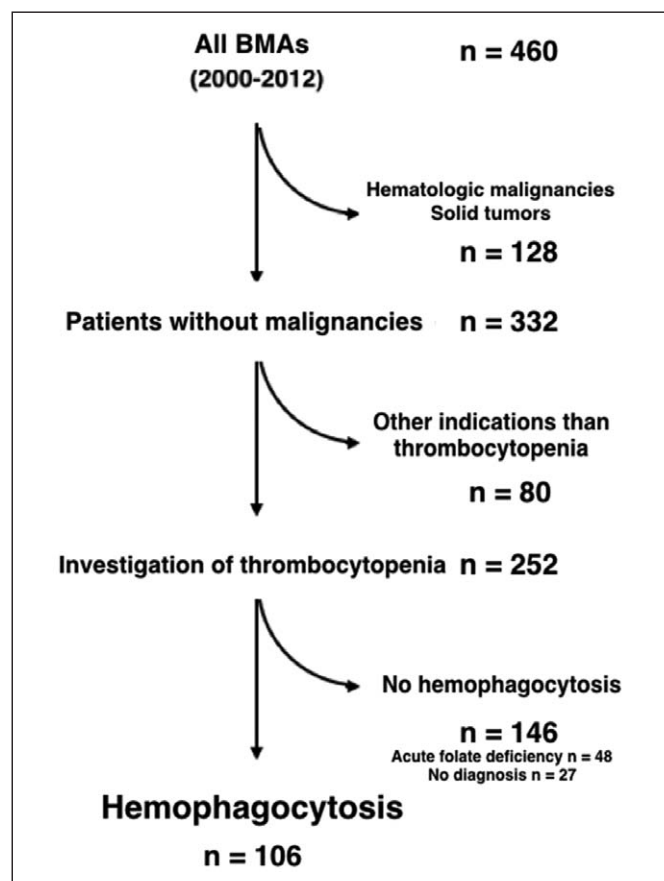 All BMAs
(2000-2012)
n = 460
Hematologic malignancies
Solid tumors
n = 128
Patients without malignancies
n = 332
Other indications than
thrombocytopenia
n = 80
Investigation of thrombocytopenia
n = 252
No hemophagocytosis
n = 146
Acute folate deficiency n = 48
No diagnosis n = 27
Hemophagocytosis
n = 106